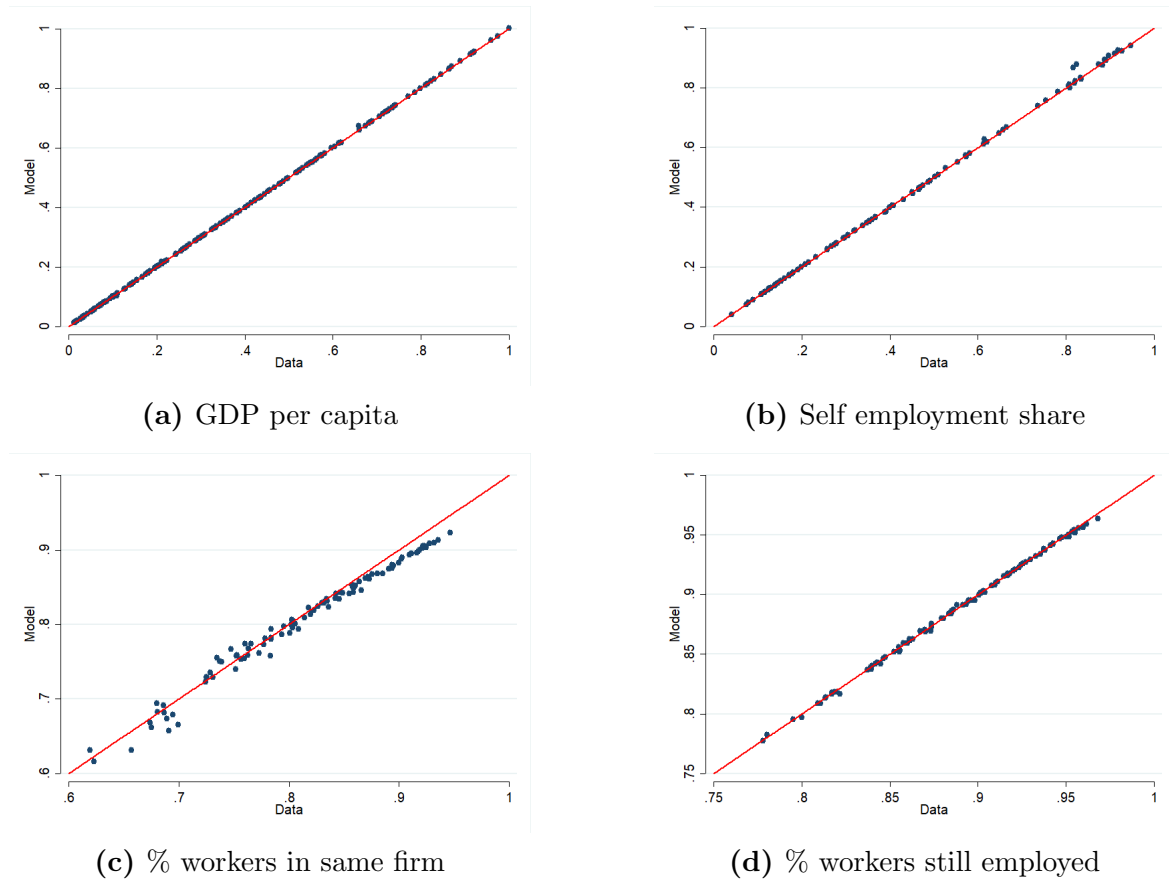 1
.8
.6
.4
.2
0
Model
0 .2 .4 .6 .8 1
Data
(a) GDP per capita
1
.8
.6
.4
.2
0
Model
0 .2 .4 .6 .8 1
Data
(b) Self employment share
1
.9
.8
.7
.6
Model
.6 .7 .8 .9 1
Data
(c) % workers in same firm
1
.95
.9
.85
.8
.75
Model
.75 .8 .85 .9 .95 1
Data
(d) % workers still employed